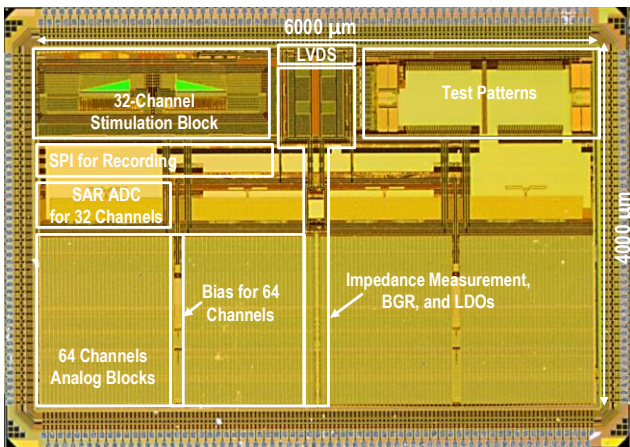 6000 µm
LVDS
32-Channel
Stimulation Block
Test Patterns
SPI for Recording
SAR ADC
for 32 Channels
4000 µm
Bias for 64
Channels
Impedance Measurement,
BGR, and LDOs
64 Channels
Analog Blocks